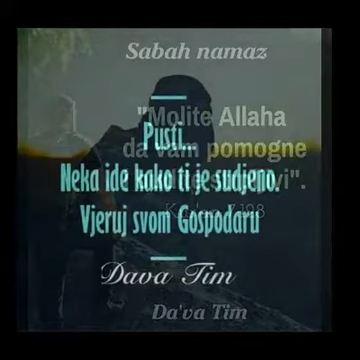 Sabah namaz
"Molite Allaha
Pusti...
da vam pomogne
Neka ide kako ti je sudjeno.
Vjeruj svom Gospodaru
Dava Tim
Da'va Tim